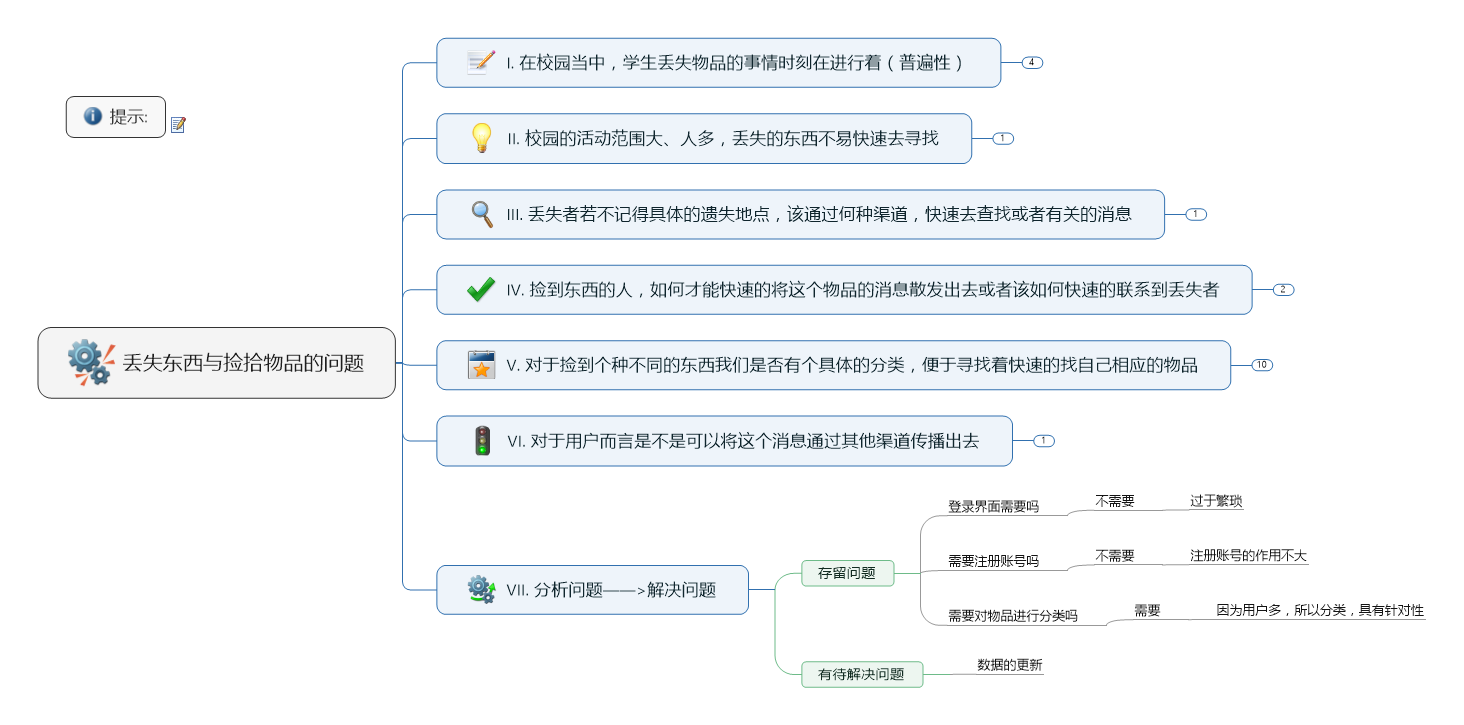 提示:
丢失东西与捡拾物品的问题
I. 在校园当中，学生丢失物品的事情时刻在进行着（普遍性）
4
II. 校园的活动范围大、人多，丢失的东西不易快速去寻找
1
III. 丢失者若不记得具体的遗失地点，该通过何种渠道，快速去查找或者有关的消息
1
IV. 捡到东西的人，如何才能快速的将这个物品的消息散发出去或者该如何快速的联系到丢失者
2
V. 对于捡到个种不同的东西我们是否有个具体的分类，便于寻找着快速的找自己相应的物品
10
VI. 对于用户而言是不是可以将这个消息通过其他渠道传播出去
1
VII. 分析问题——>解决问题
存留问题
登录界面需要吗
不需要
过于繁琐
需要注册账号吗
不需要
注册账号的作用不大
需要对物品进行分类吗
需要
因为用户多，所以分类，具有针对性
有待解决问题
数据的更新